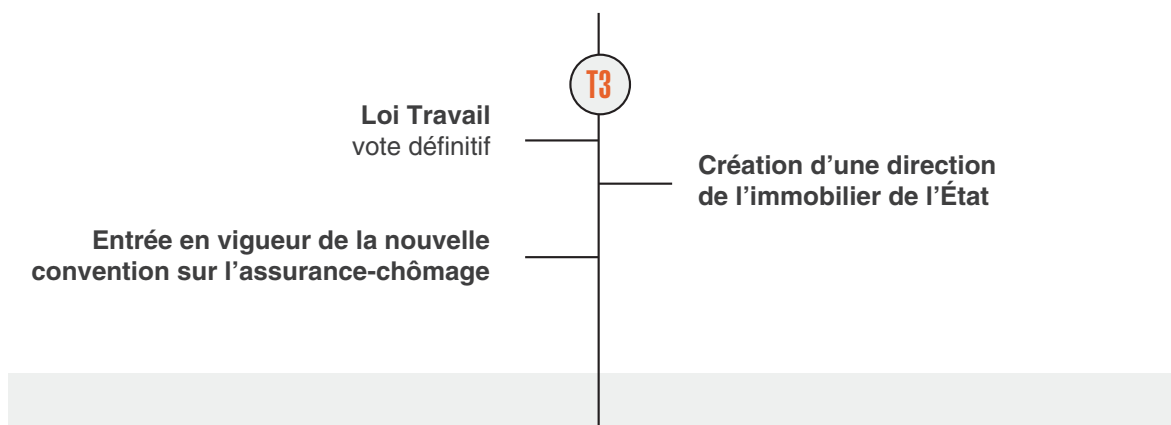 T3
Loi Travail
vote définitif
Création d’une direction
de l’immobilier de l’État
Entrée en vigueur de la nouvelle
convention sur l’assurance-chômage